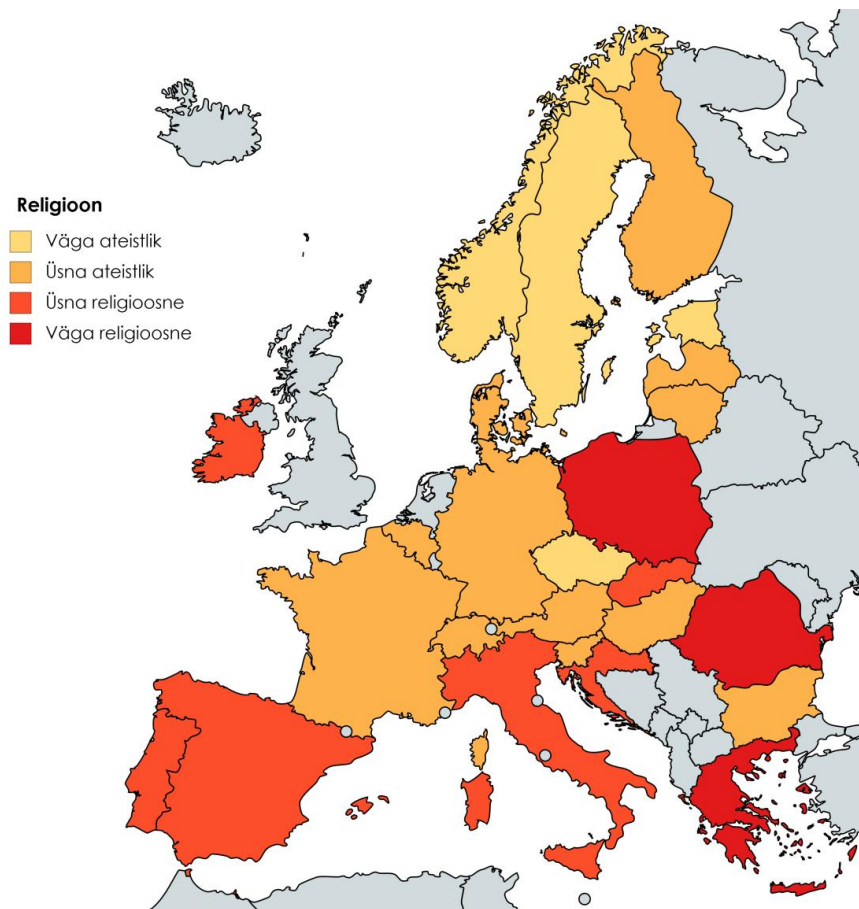 Religioon
Väga ateistlik
Üsna ateistlik
Üsna religioosne
Väga religioosne